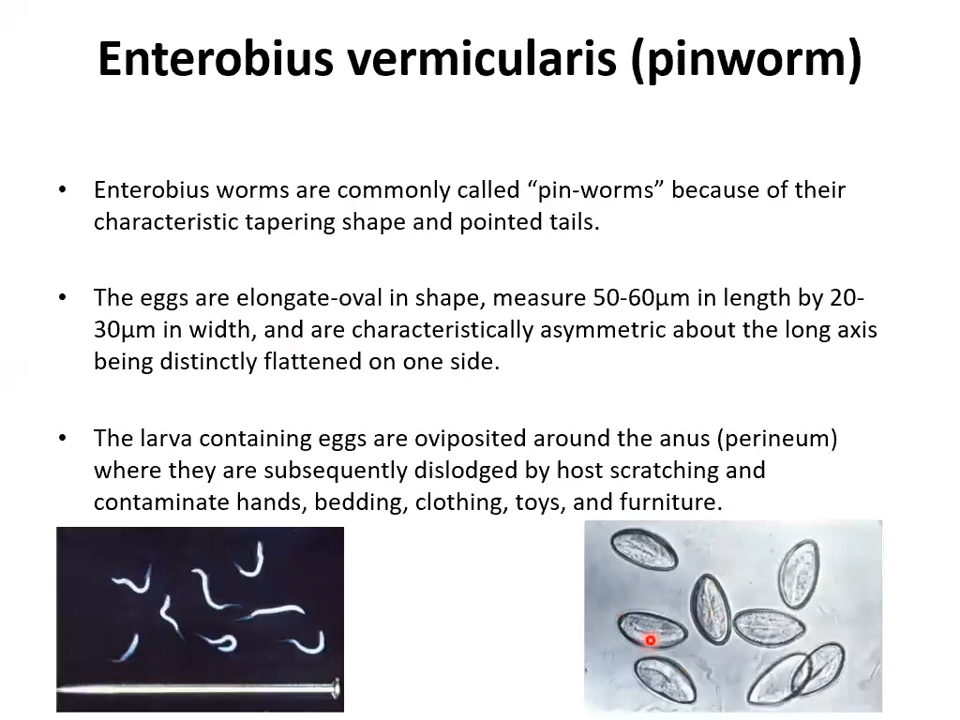 Enterobius vermicularis (pinworm)
• Enterobius worms are commonly called “pin-worms” because of their
characteristic tapering shape and pointed tails.
• The eggs are elongate-oval in shape, measure 50-60μm in length by 20-
30μm in width, and are characteristically asymmetric about the long axis
being distinctly flattened on one side.
• The larva containing eggs are oviposited around the anus (perineum)
where they are subsequently dislodged by host scratching and
contaminate hands, bedding, clothing, toys, and furniture.